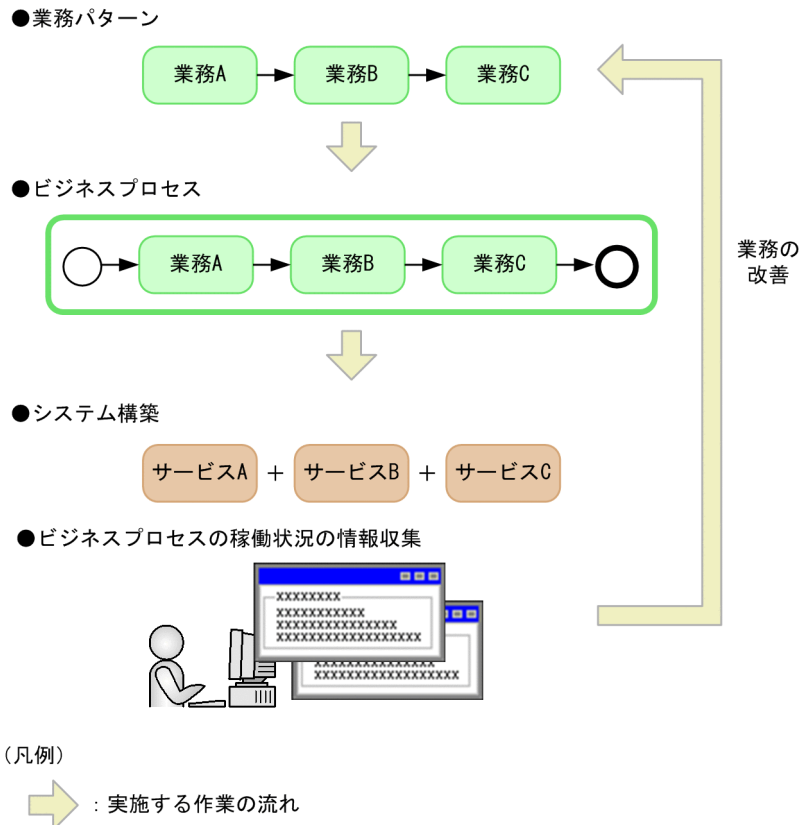 ●業務パターン
業務A
業務B
業務C
●ビジネスプロセス
業務A
業務B
業務C
業務の
改善
●システム構築
サービスA + サービスB + サービスC
●ビジネスプロセスの稼働状況の情報収集
XXXXXXXX
XXXXXXXXXXX
XXXXXXXXXXXXXXX
XXXXXXXXXXXXXXXXXX
XXXXXXXXXXXXXXX
XXXXXXXXXXXXXXXXXX
(凡例)
:実施する作業の流れ